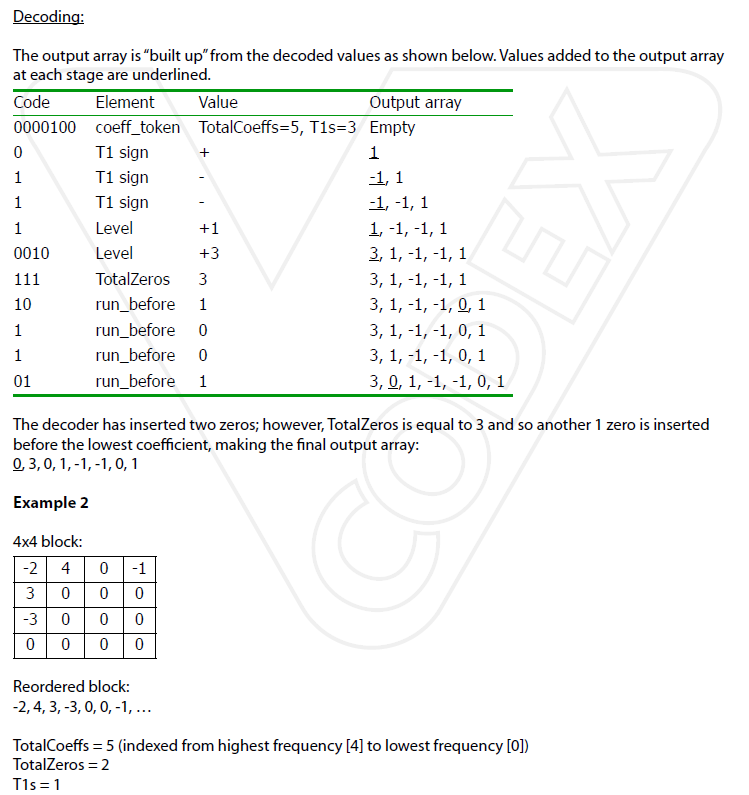 Decoding:
The output array is “built up” from the decoded values as shown below. Values added to the output array
at each stage are underlined.
Code Element Value Output array
0000100 coeff_token TotalCoeffs=5, T1s=3 Empty
0 T1 sign + 1
1 T1 sign - -1, 1
1 T1 sign - -1, -1, 1
1 Level +1 1, -1, -1, 1
0010 Level +3 3, 1, -1, -1, 1
111 TotalZeros 3 3, 1, -1, -1, 1
10 run_before 1 3, 1, -1, -1, 0, 1
1 run_before 0 3, 1, -1, -1, 0, 1
1 run_before 0 3, 1, -1, -1, 0, 1
01 run_before 1 3, 0, 1, -1, -1, 0, 1
The decoder has inserted two zeros; however, TotalZeros is equal to 3 and so another 1 zero is inserted
before the lowest coefficient, making the final output array:
0, 3, 0, 1, -1, -1, 0, 1
Example 2
4x4 block:
-2 4 0 -1
3 0 0 0
-3 0 0 0
0 0 0 0
Reordered block:
-2, 4, 3, -3, 0, 0, -1, …
TotalCoeffs = 5 (indexed from highest frequency [4] to lowest frequency [0])
TotalZeros = 2
T1s = 1
VCODEX